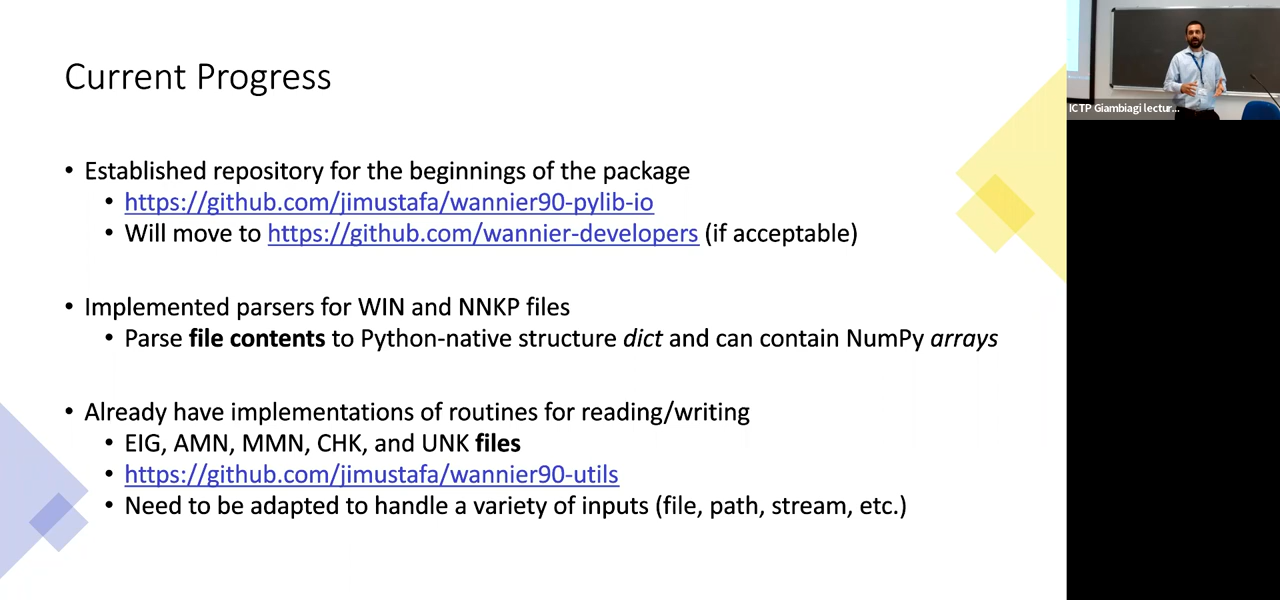 Current Progress
• Established repository for the beginnings of the package
• https://github.com/jimustafa/wannier90-pylib-io
• Will move to https://github.com/wannier-developers (if acceptable)
• Implemented parsers for WIN and NNKP files
• Parse file contents to Python-native structure dict and can contain NumPy arrays
• Already have implementations of routines for reading/writing
• EIG, AMN, MMN, CHK, and UNK files
• https://github.com/jimustafa/wannier90-utils
• Need to be adapted to handle a variety of inputs (file, path, stream, etc.)
ICTP Giambiagi lectur...